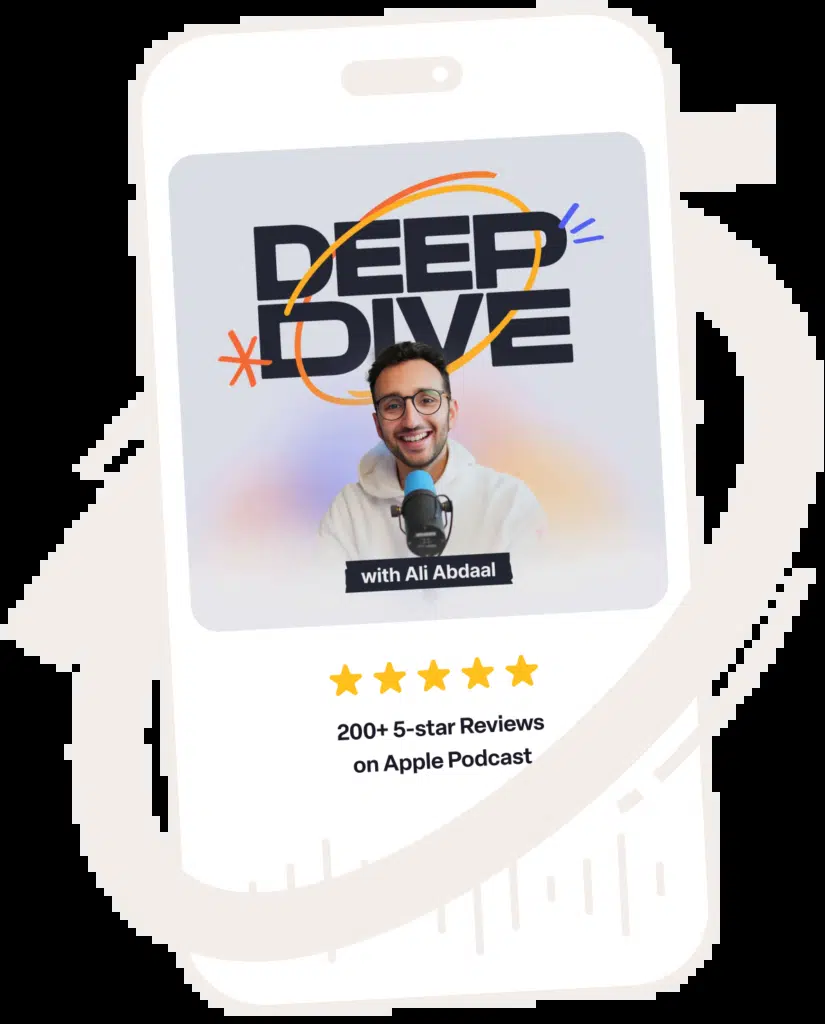 DEEP
DIVE
with Ali Abdaal
200+ 5-star Reviews
on Apple Podcast